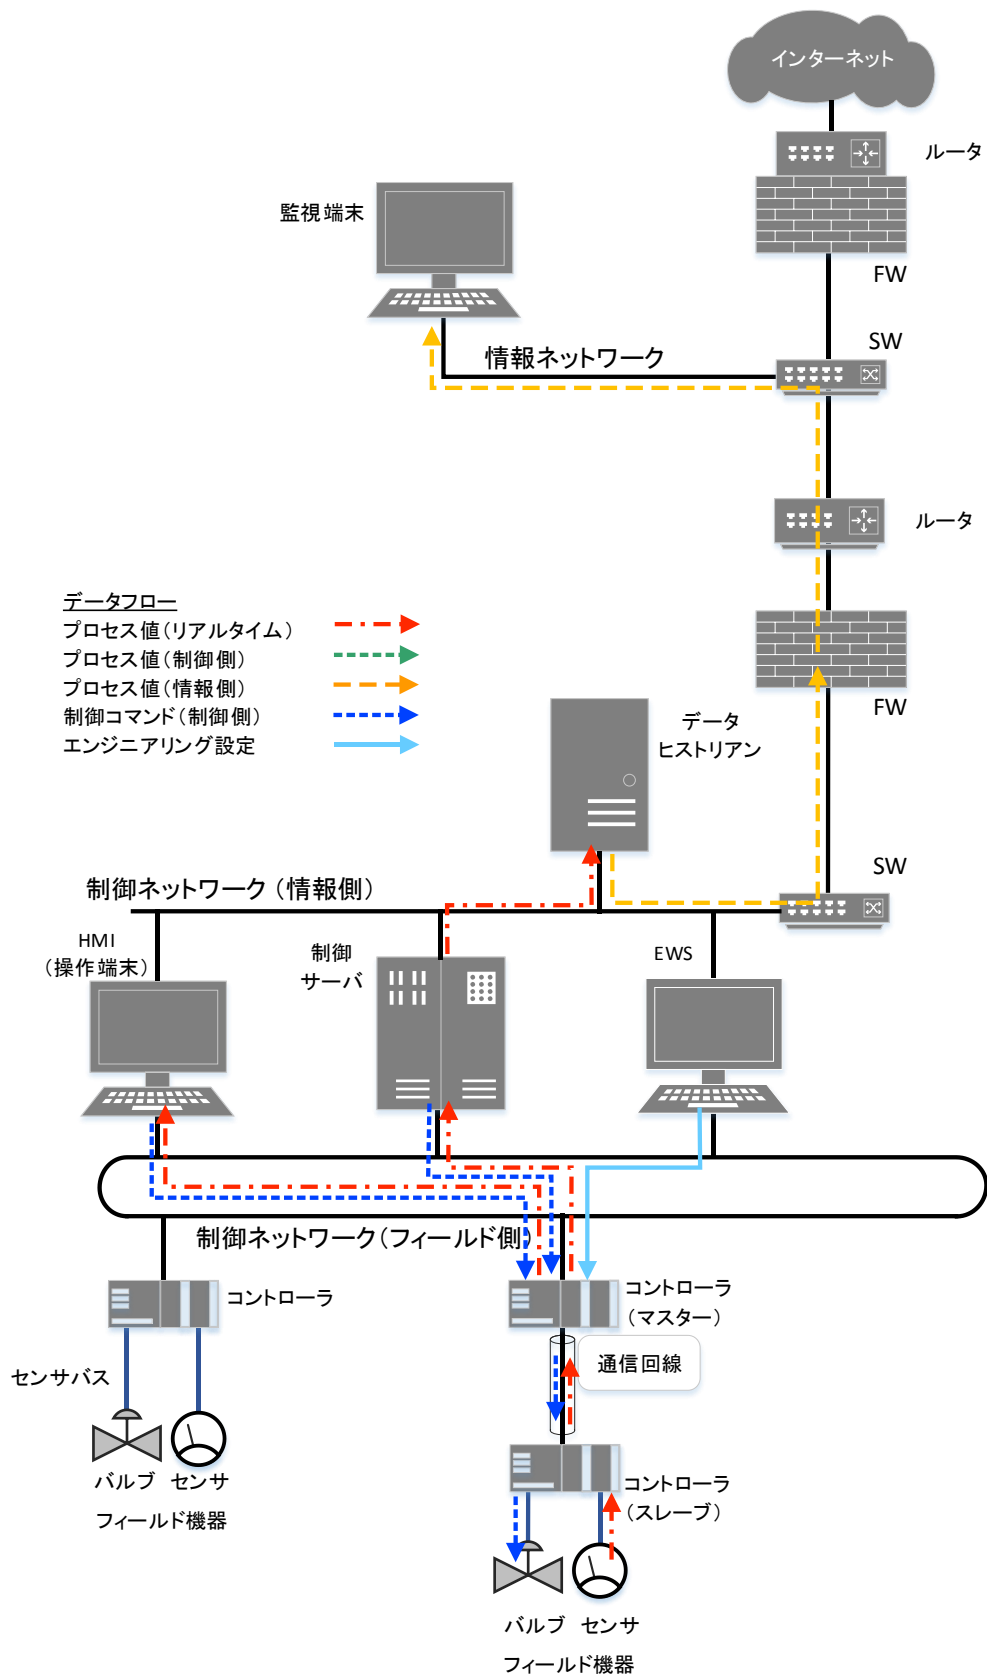 インターネット
ルータ
監視端末
FW
SW
情報ネットワーク
ルータ
データフロー
プロセス値(リアルタイム)
プロセス値(制御側)
プロセス値(情報側)
制御コマンド(制御側)
エンジニアリング設定
FW
データ
ヒストリアン
SW
制御ネットワーク(情報側)
HMI
(操作端末)
制御
サーバ
EWS
制御ネットワーク(フィールド側)
コントローラ
コントローラ
(マスター)
通信回線
センサバス
バルブ センサ
フィールド機器
コントローラ
(スレーブ)
バルブ センサ
フィールド機器